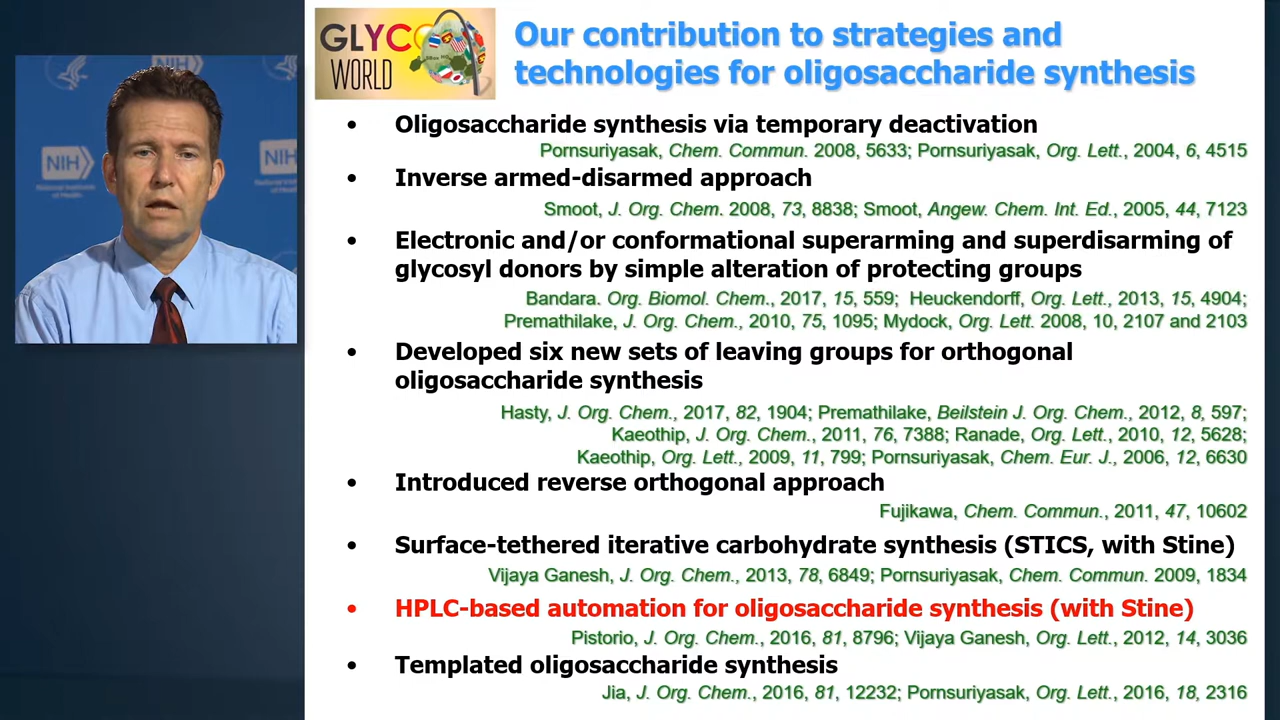 GLYCO
WORLD
Our contribution to strategies and
technologies for oligosaccharide synthesis
NIH
National Institutes
of Health
NIH
• Oligosaccharide synthesis via temporary deactivation
Pornsuriyasak, Chem. Commun. 2008, 5633; Pornsuriyasak, Org. Lett., 2004, 6, 4515
• Inverse armed-disarmed approach
Smoot, J. Org. Chem. 2008, 73, 8838; Smoot, Angew. Chem. Int. Ed., 2005, 44, 7123
• Electronic and/or conformational superarming and superdisarming of
glycosyl donors by simple alteration of protecting groups
Bandara. Org. Biomol. Chem., 2017, 15, 559; Heuckendorff, Org. Lett., 2013, 15, 4904;
Premathilake, J. Org. Chem., 2010, 75, 1095; Mydock, Org. Lett. 2008, 10, 2107 and 2103
• Developed six new sets of leaving groups for orthogonal
oligosaccharide synthesis
Hasty, J. Org. Chem., 2017, 82, 1904; Premathilake, Beilstein J. Org. Chem., 2012, 8, 597;
Kaeothip, J. Org. Chem., 2011, 76, 7388; Ranade, Org. Lett., 2010, 12, 5628;
Kaeothip, Org. Lett., 2009, 11, 799; Pornsuriyasak, Chem. Eur. J., 2006, 12, 6630
• Introduced reverse orthogonal approach
Fujikawa, Chem. Commun., 2011, 47, 10602
• Surface-tethered iterative carbohydrate synthesis (STICS, with Stine)
Vijaya Ganesh, J. Org. Chem., 2013, 78, 6849; Pornsuriyasak, Chem. Commun. 2009, 1834
• HPLC-based automation for oligosaccharide synthesis (with Stine)
Pistorio, J. Org. Chem., 2016, 81, 8796; Vijaya Ganesh, Org. Lett., 2012, 14, 3036
• Templated oligosaccharide synthesis
Jia, J. Org. Chem., 2016, 81, 12232; Pornsuriyasak, Org. Lett., 2016, 18, 2316